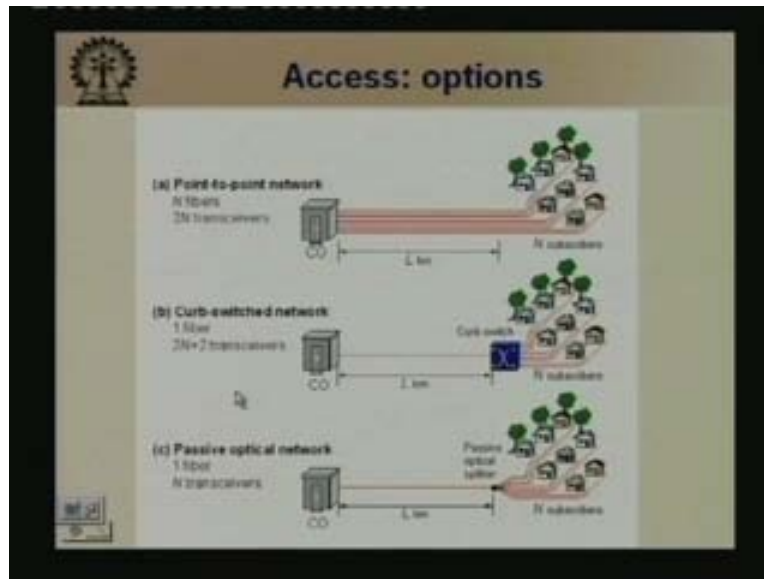 Access: options
(a) Point-to-point network
N fibers
2N transceivers
CO
L km
N subscribers
(b) Curb-switched network
1 fiber
2N+2 transceivers
Curb switch
CO
L km
N subscribers
(c) Passive optical network
1 fiber
N transceivers
Passive
optical
splitter
CO
L km
N subscribers